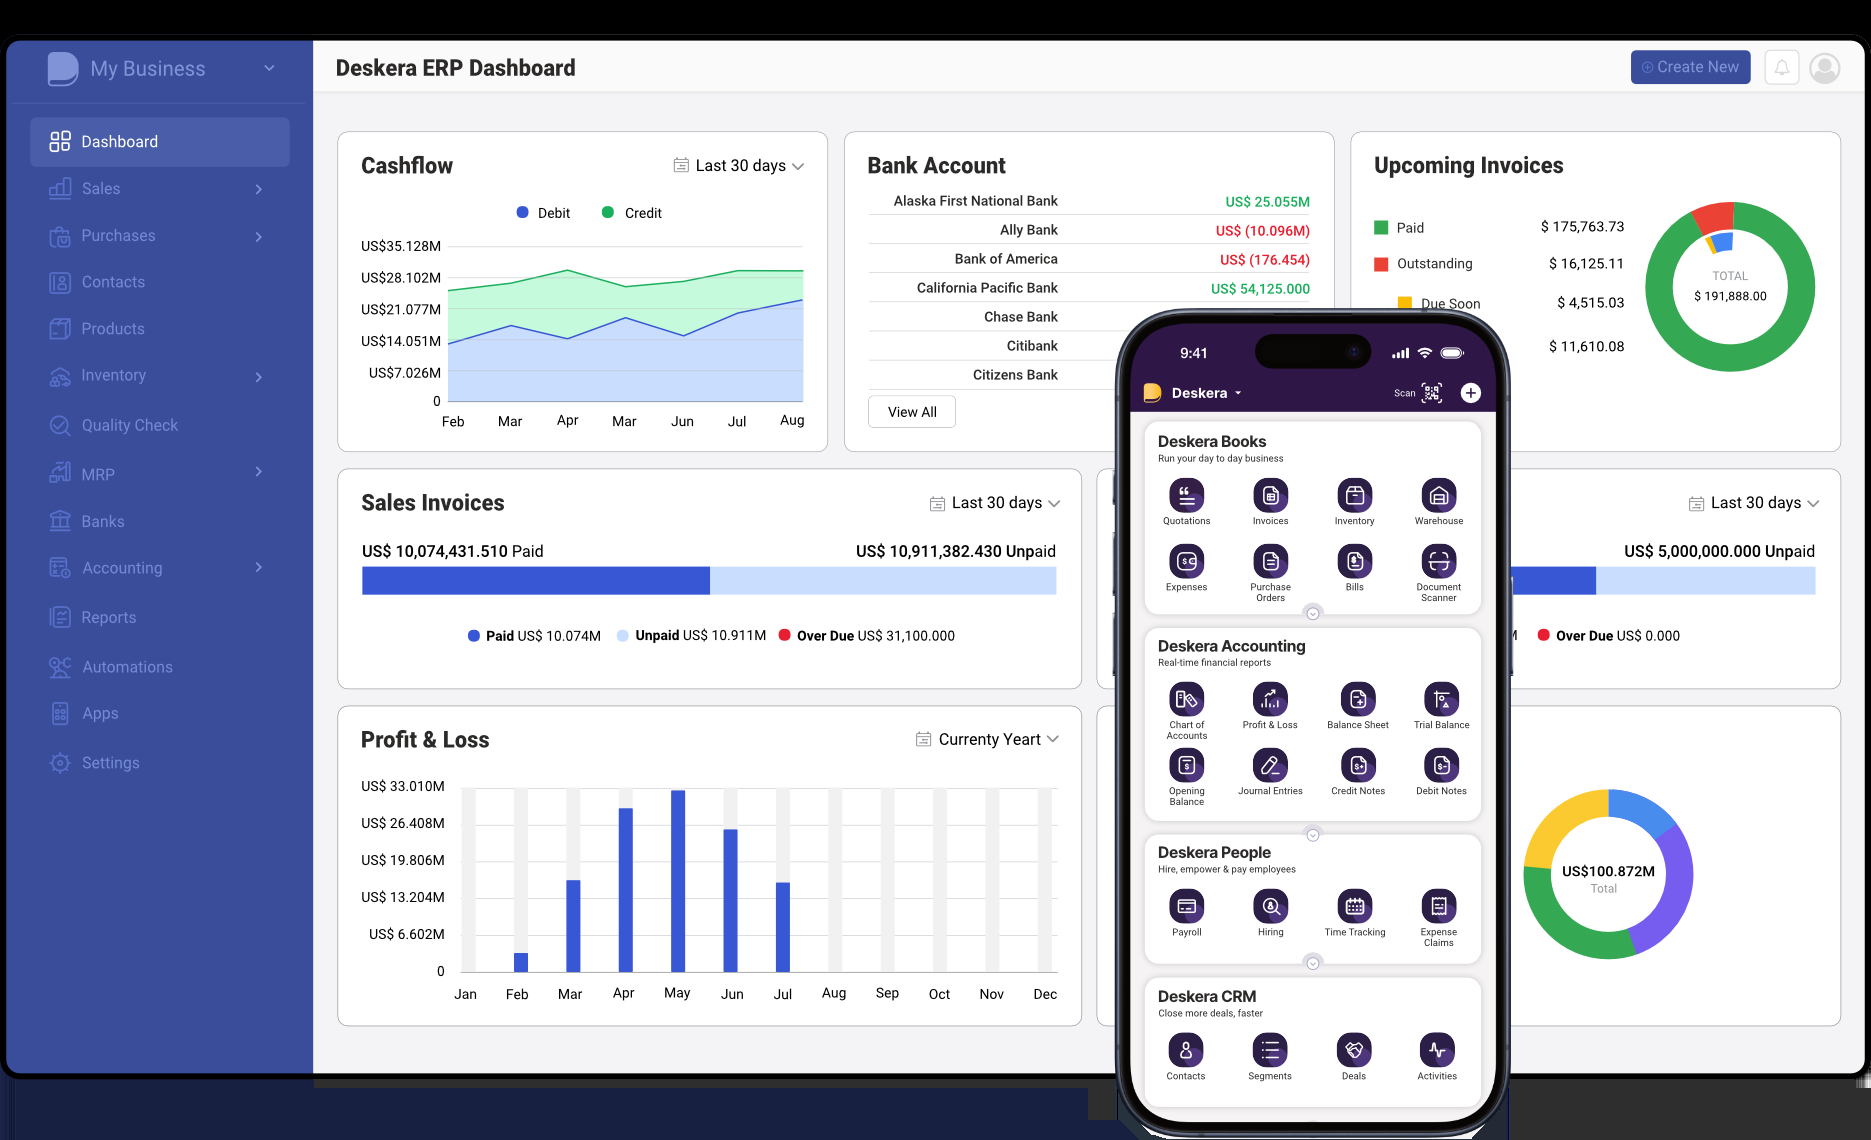 My Business
Dashboard
Sales
Purchases
Contacts
Products
Inventory
Quality Check
MRP
Banks
Accounting
Reports
Automations
Apps
Settings
Deskera ERP Dashboard
Create New
Cashflow
Last 30 days
Debit
Credit
US$35.128M
US$28.102M
US$21.077M
US$14.051M
US$7.026M
0
Feb Mar Apr Mar Jun Jul Aug
Bank Account
Alaska First National Bank US$ 25.055M
Ally Bank US$ (10.096M)
Bank of America US$ (176.454)
California Pacific Bank US$ 54,125.000
Chase Bank
Citibank
Citizens Bank
View All
Upcoming Invoices
Paid $ 175,763.73
Outstanding $ 16,125.11
Due Soon $ 4,515.03
$ 11,610.08
TOTAL
$ 191,888.00
Sales Invoices
Last 30 days
US$ 10,074,431.510 Paid
US$ 10,911,382.430 Unpaid
Paid US$ 10.074M
Unpaid US$ 10.911M
Over Due US$ 31,100.000
Last 30 days
US$ 5,000,000.000 Unpaid
Over Due US$ 0.000
Profit & Loss
Currenty Yeart
US$ 33.010M
US$ 26.408M
US$ 19.806M
US$ 13.204M
US$ 6.602M
0
Jan Feb Mar Apr May Jun Jul Aug Sep Oct Nov Dec
US$100.872M
Total
9:41
Deskera
Scan
Deskera Books
Run your day to day business
Quotations
Invoices
Inventory
Warehouse
Expenses
Purchase
Orders
Bills
Document
Scanner
Deskera Accounting
Real-time financial reports
Chart of
Accounts
Profit & Loss
Balance Sheet
Trial Balance
Opening
Balance
Journal Entries
Credit Notes
Debit Notes
Deskera People
Hire, empower & pay employees
Payroll
Hiring
Time Tracking
Expense
Claims
Deskera CRM
Close more deals, faster
Contacts
Segments
Deals
Activities